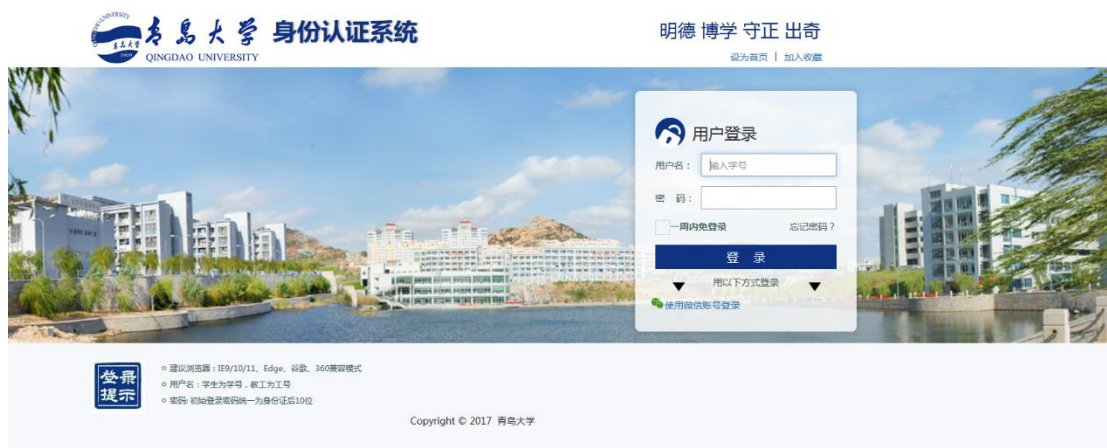 青岛大学 身份认证系统
QINGDAO UNIVERSITY
明德 博学 守正 出奇
设为首页 | 加入收藏
用户登录
用户名： 输入学号
密 码：
一周内免登录 忘记密码？
登 录
用以下方式登录
使用微信账号登录
登录
提示
建议浏览器：IE9/10/11、Edge、谷歌、360兼容模式
用户名：学生为学号，教工为工号
密码: 初始登录密码统一为身份证后10位
Copyright © 2017 青岛大学